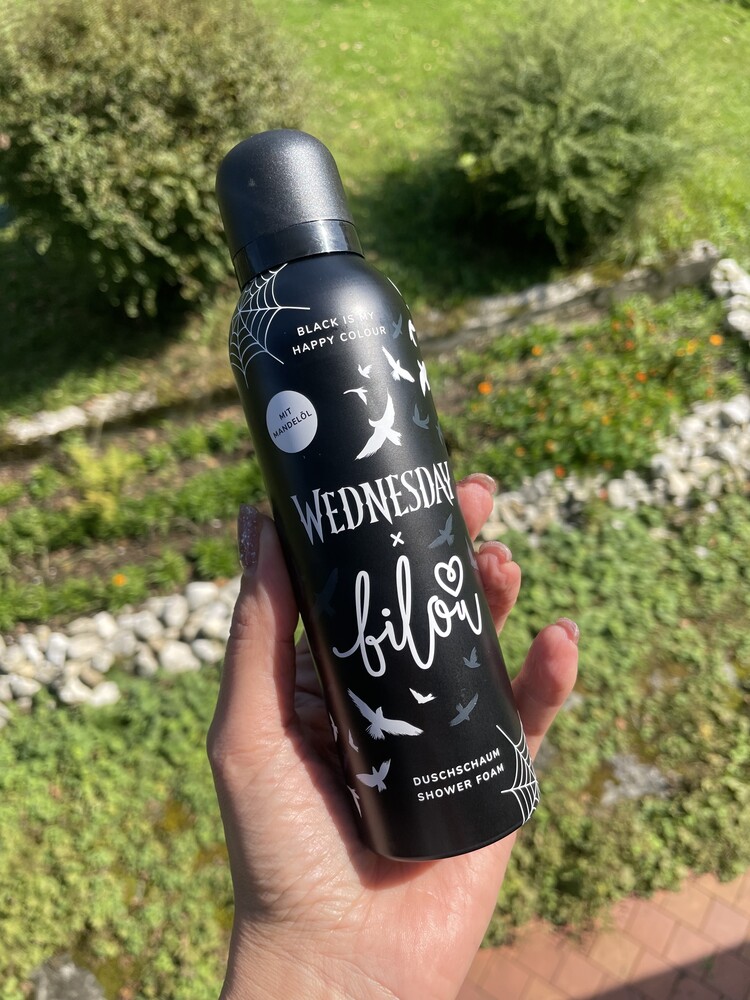 BLACK IS MY
HAPPY COLOUR
MIT
MANDELÖL
WEDNESDAY
x
bilou
DUSCHSCHAUM
SHOWER FOAM